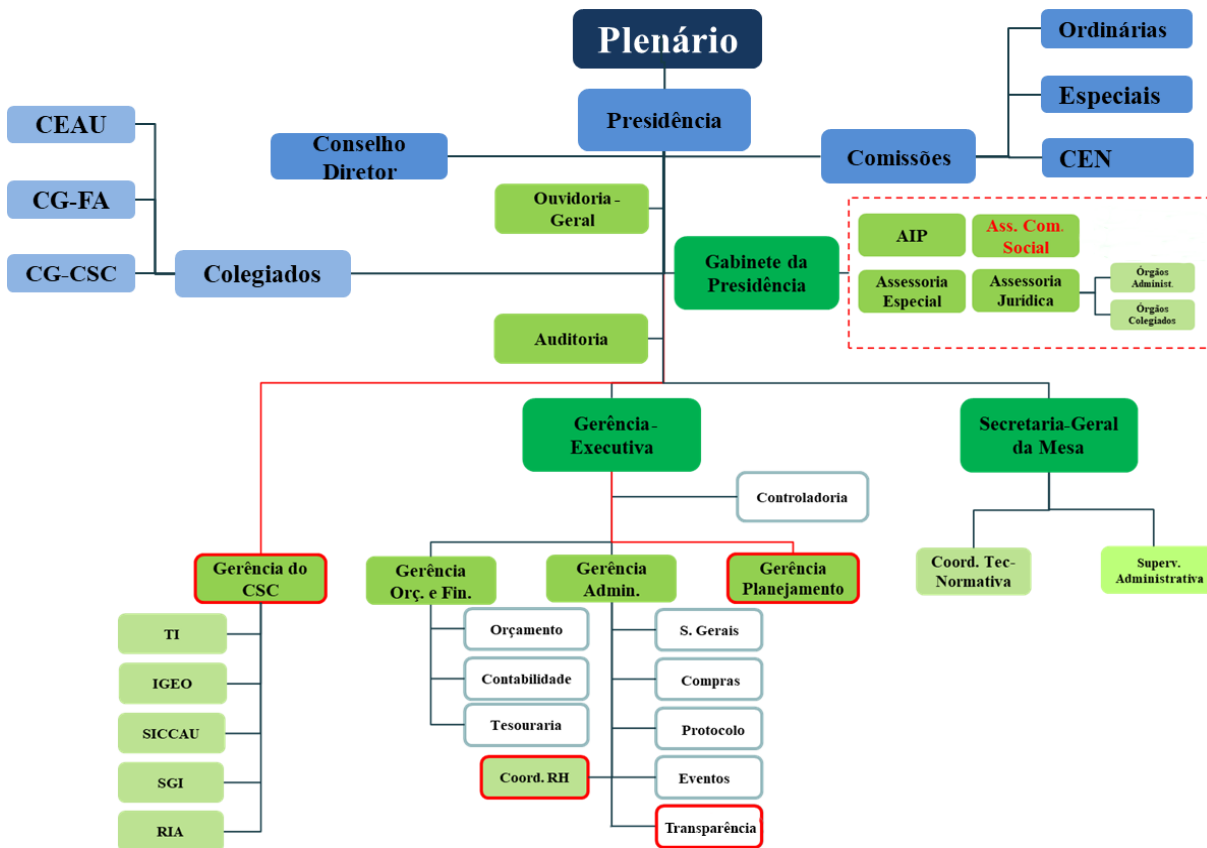 Plenário
Presidência
Ordinárias
Especiais
CEN
Comissões
Conselho
Diretor
CEAU
CG-FA
CG-CSC
Colegiados
Ouvidoria -
Geral
Gabinete da
Presidência
AIP
Ass. Com.
Social
Assessoria
Especial
Assessoria
Jurídica
Órgãos
Administ.
Órgãos
Colegiados
Auditoria
Gerência-
Executiva
Secretaria-Geral
da Mesa
Controladoria
Gerência do
CSC
Gerência
Orç. e Fin.
Gerência
Admin.
Gerência
Planejamento
Coord. Tec-
Normativa
Superv.
Administrativa
TI
IGEO
SICCAU
SGI
RIA
Orçamento
Contabilidade
Tesouraria
S. Gerais
Compras
Protocolo
Coord. RH
Eventos
Transparência